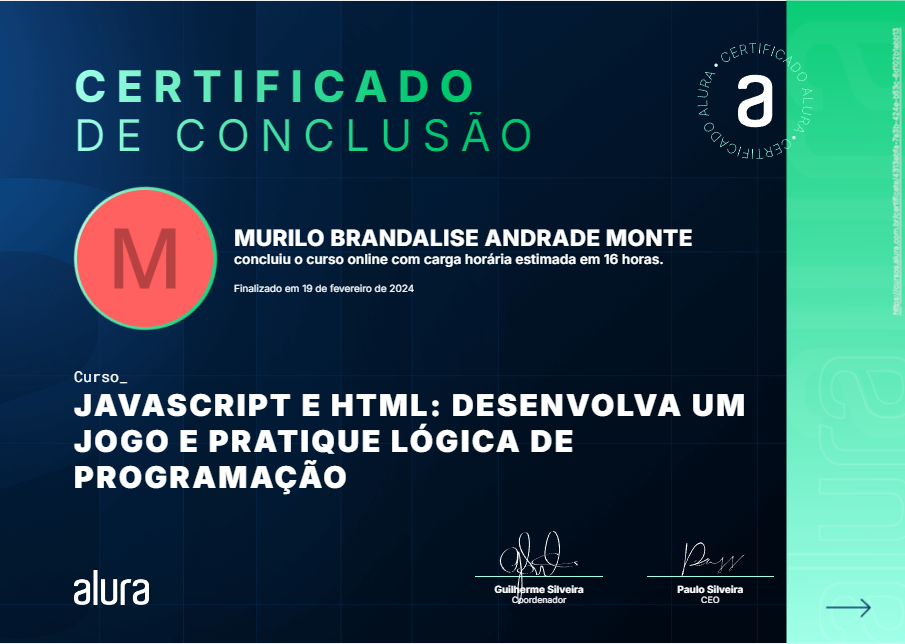 CERTIFICADO
DE CONCLUSÃO
CERTIFICADO ALURA • CERTIFICADO ALURA •
a
M
MURILO BRANDALISE ANDRADE MONTE
concluiu o curso online com carga horária estimada em 16 horas.
Finalizado em 19 de fevereiro de 2024
Curso_
JAVASCRIPT E HTML: DESENVOLVA UM
JOGO E PRATIQUE LÓGICA DE
PROGRAMAÇÃO
alura
Guilherme Silveira
Coordenador
Paulo Silveira
CEO
alura